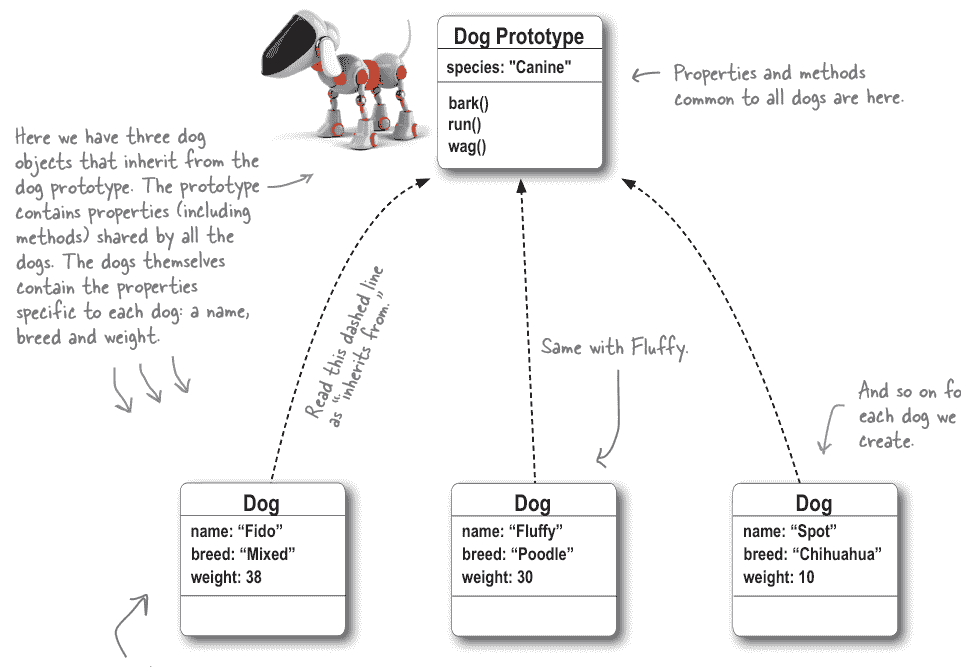 Dog Prototype
species: "Canine"
bark()
run()
wag()
Properties and methods
common to all dogs are here.
Here we have three dog
objects that inherit from the
dog prototype. The prototype
contains properties (including
methods) shared by all the
dogs. The dogs themselves
contain the properties
specific to each dog: a name,
breed and weight.
Read this dashed line
as “inherits from.”
Same with Fluffy.
And so on fo
each dog we
create.
Dog
name: “Fido”
breed: “Mixed”
weight: 38
Dog
name: “Fluffy”
breed: “Poodle”
weight: 30
Dog
name: “Spot”
breed: “Chihuahua”
weight: 10